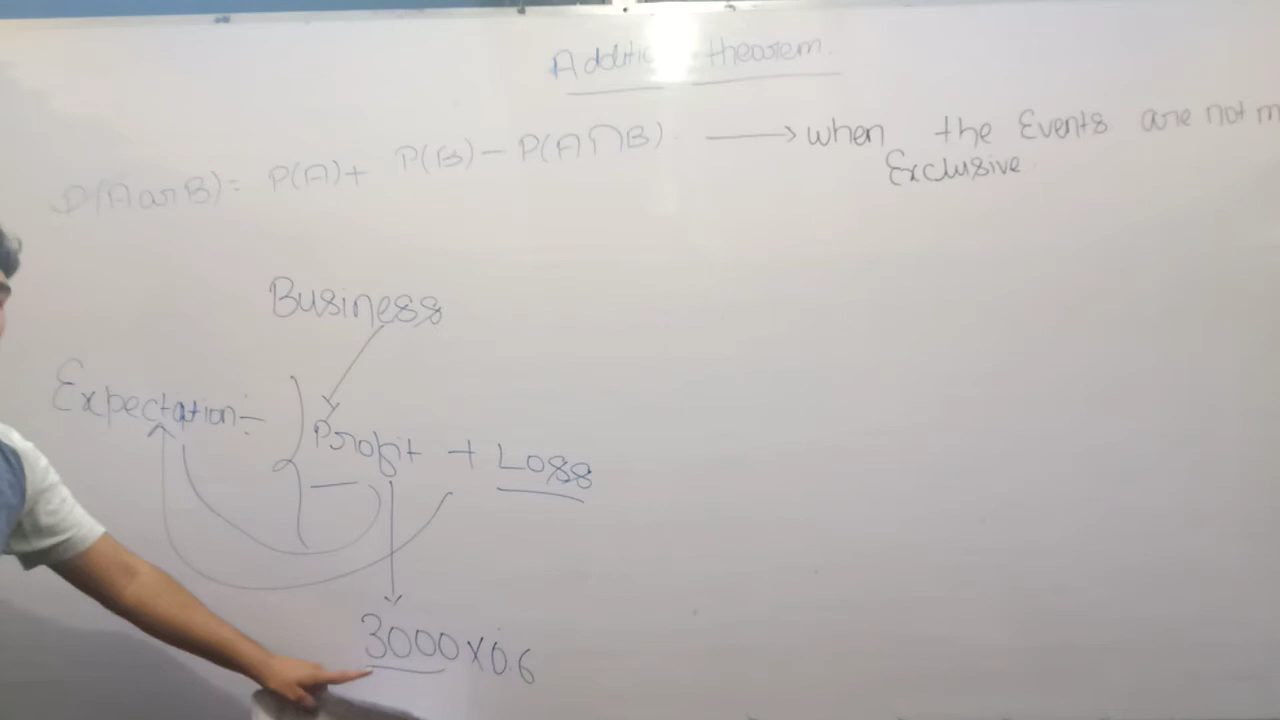 Addition theorem.
P(A or B) = P(A) + P(B) - P(A∩B) → when the Events are not
Exclusive
Business
Expectation:-
Profit + Loss
3000 x 0.6